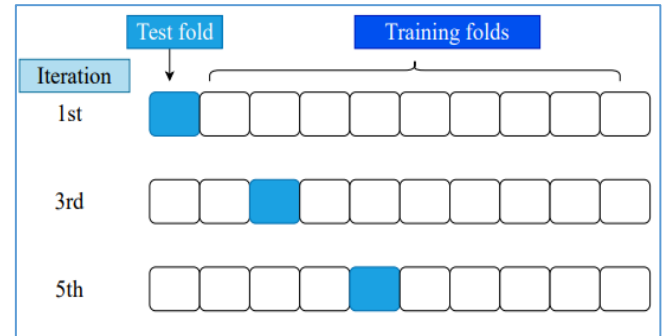 Test fold
Training folds
Iteration
1st
3rd
5th